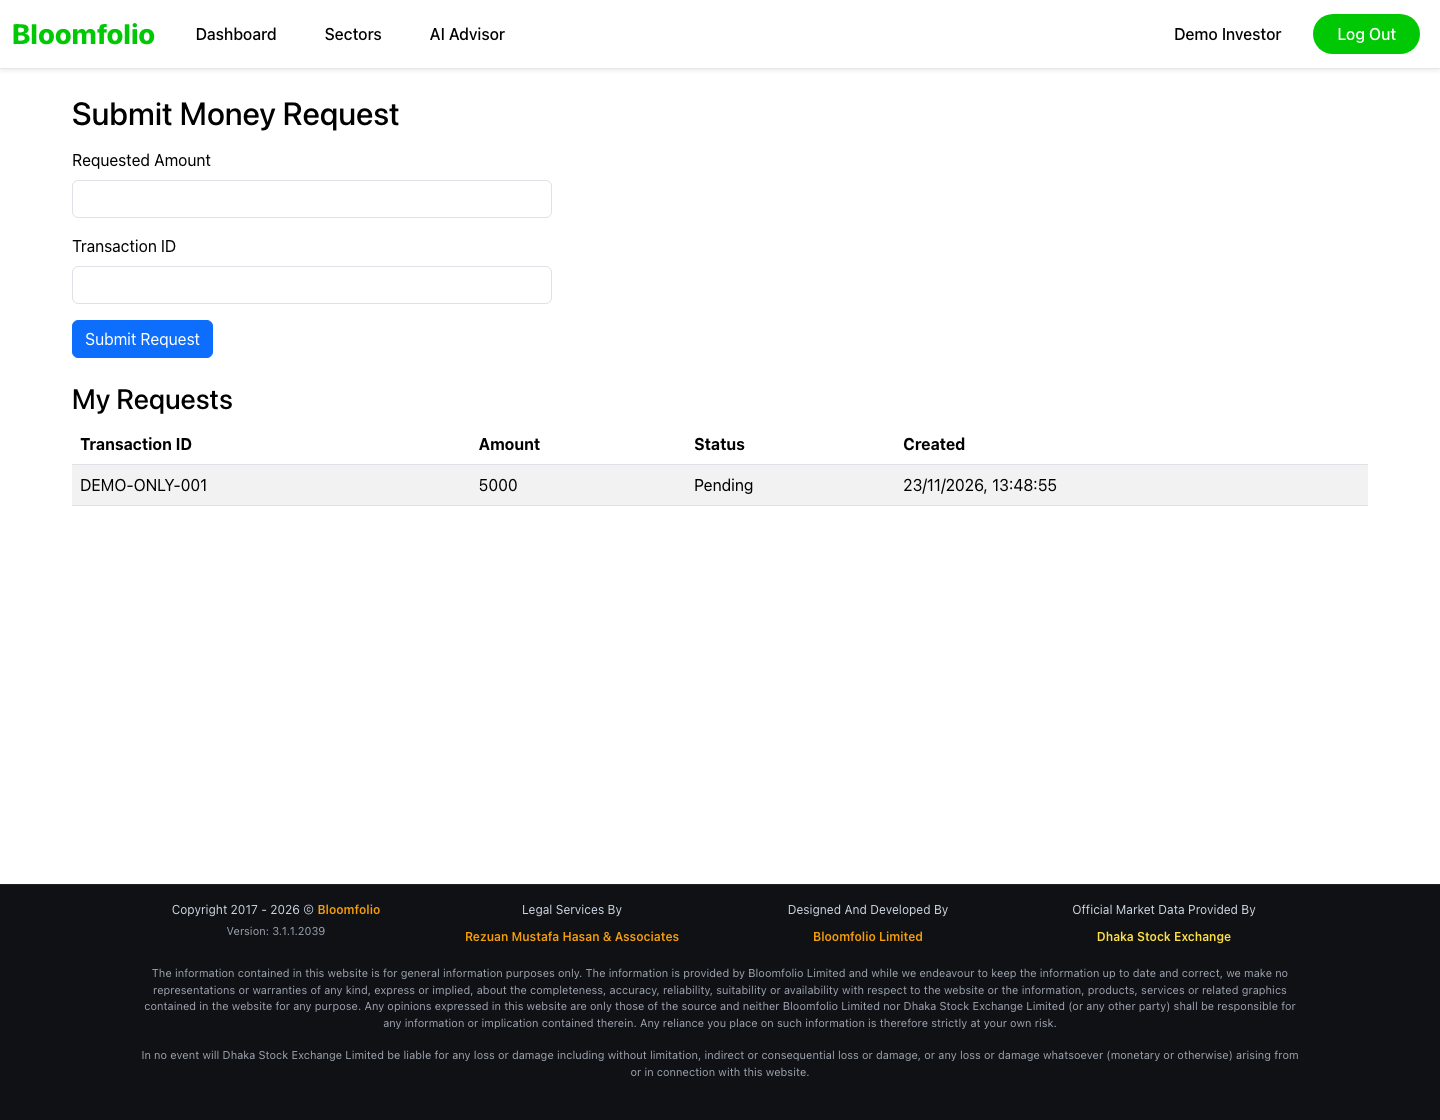 Bloomfolio Dashboard Sectors AI Advisor Demo Investor Log Out
Submit Money Request
Requested Amount
Transaction ID
Submit Request
My Requests
Transaction ID Amount Status Created
DEMO-ONLY-001 5000 Pending 23/11/2026, 13:48:55
Copyright 2017 - 2026 © Bloomfolio
Version: 3.1.1.2039
Legal Services By
Rezuan Mustafa Hasan & Associates
Designed And Developed By
Bloomfolio Limited
Official Market Data Provided By
Dhaka Stock Exchange
The information contained in this website is for general information purposes only. The information is provided by Bloomfolio Limited and while we endeavour to keep the information up to date and correct, we make no
representations or warranties of any kind, express or implied, about the completeness, accuracy, reliability, suitability or availability with respect to the website or the information, products, services or related graphics
contained in the website for any purpose. Any opinions expressed in this website are only those of the source and neither Bloomfolio Limited nor Dhaka Stock Exchange Limited (or any other party) shall be responsible for
any information or implication contained therein. Any reliance you place on such information is therefore strictly at your own risk.
In no event will Dhaka Stock Exchange Limited be liable for any loss or damage including without limitation, indirect or consequential loss or damage, or any loss or damage whatsoever (monetary or otherwise) arising from
or in connection with this website.